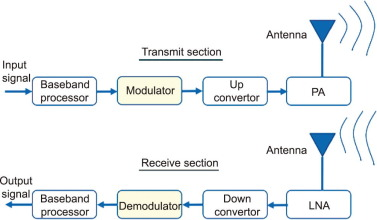 Antenna
Transmit section
Input
signal
Baseband
processor
Modulator
Up
convertor
PA
Antenna
Receive section
Output
signal
Baseband
processor
Demodulator
Down
convertor
LNA